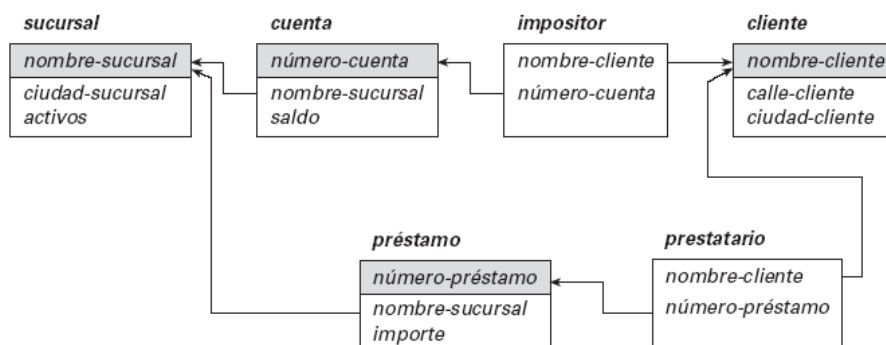 sucursal
nombre-sucursal
ciudad-sucursal
activos
cuenta
número-cuenta
nombre-sucursal
saldo
impositor
nombre-cliente
número-cuenta
cliente
nombre-cliente
calle-cliente
ciudad-cliente
préstamo
número-préstamo
nombre-sucursal
importe
prestatario
nombre-cliente
número-préstamo